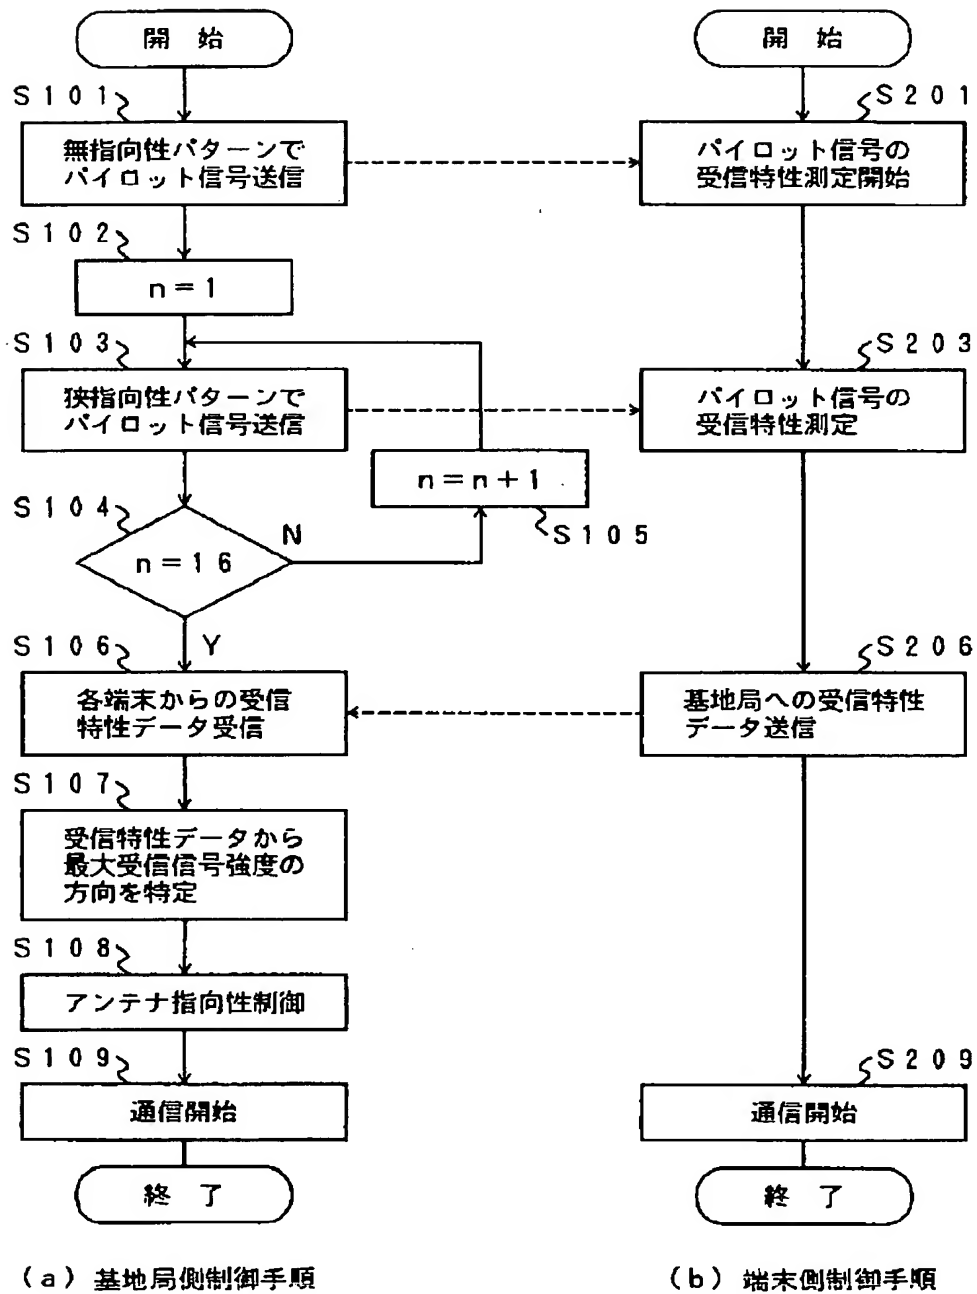 開始
S101
無指向性パターンで
パイロット信号送信
S102
n=1
S103
狭指向性パターンで
パイロット信号送信
n=n+1
S105
S104
n=16
N
Y
S106
各端末からの受信
特性データ受信
S107
受信特性データから
最大受信信号強度の
方向を特定
S108
アンテナ指向性制御
S109
通信開始
終了
(a)基地局側制御手順
開始
S201
パイロット信号の
受信特性測定開始
S203
パイロット信号の
受信特性測定
S206
基地局への受信特性
データ送信
S209
通信開始
終了
(b)端末側制御手順